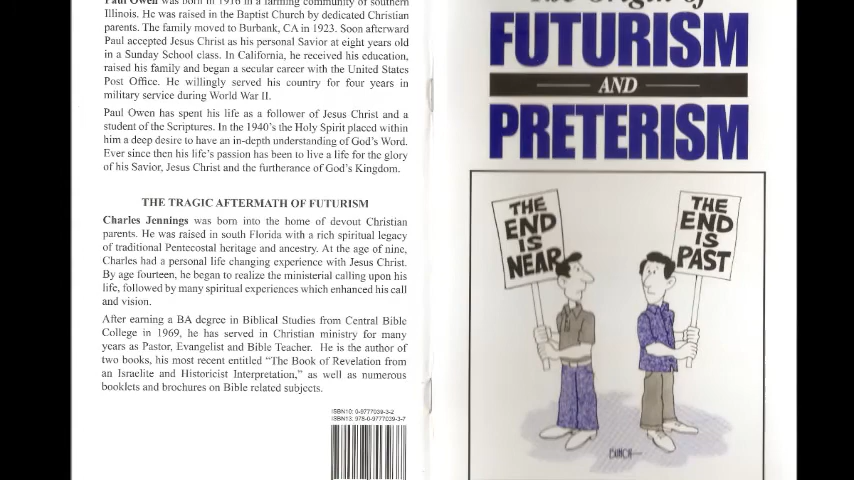 Paul Owen was born in 1916 in a farming community of southern
Illinois. He was raised in the Baptist Church by dedicated Christian
parents. The family moved to Burbank, CA in 1923. Soon afterward
Paul accepted Jesus Christ as his personal Savior at eight years old
in a Sunday School class. In California, he received his education,
raised his family and began a secular career with the United States
Post Office. He willingly served his country for four years in
military service during World War II.
Paul Owen has spent his life as a follower of Jesus Christ and a
student of the Scriptures. In the 1940's the Holy Spirit placed within
him a deep desire to have an in-depth understanding of God's Word.
Ever since then his life's passion has been to live a life for the glory
of his Savior, Jesus Christ and the furtherance of God's Kingdom.
THE TRAGIC AFTERMATH OF FUTURISM
Charles Jennings was born into the home of devout Christian
parents. He was raised in south Florida with a rich spiritual legacy
of traditional Pentecostal heritage and ancestry. At the age of nine,
Charles had a personal life changing experience with Jesus Christ.
By age fourteen, he began to realize the ministerial calling upon his
life, followed by many spiritual experiences which enhanced his call
and vision.
After earning a BA degree in Biblical Studies from Central Bible
College in 1969, he has served in Christian ministry for many
years as Pastor, Evangelist and Bible Teacher. He is the author of
two books, his most recent entitled “The Book of Revelation from
an Israelite and Historicist Interpretation,” as well as numerous
booklets and brochures on Bible related subjects.
ISBN10: 0-9777039-3-2
ISBN13: 978-0-9777039-3-7
The Origin of
FUTURISM
AND
PRETERISM
THE
END
IS
NEAR
THE
END
IS
PAST